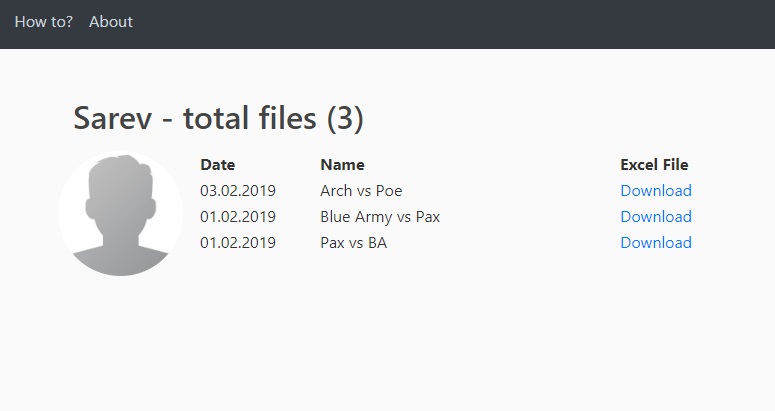 How to? About
Sarev - total files (3)
Date Name Excel File
03.02.2019 Arch vs Poe Download
01.02.2019 Blue Army vs Pax Download
01.02.2019 Pax vs BA Download